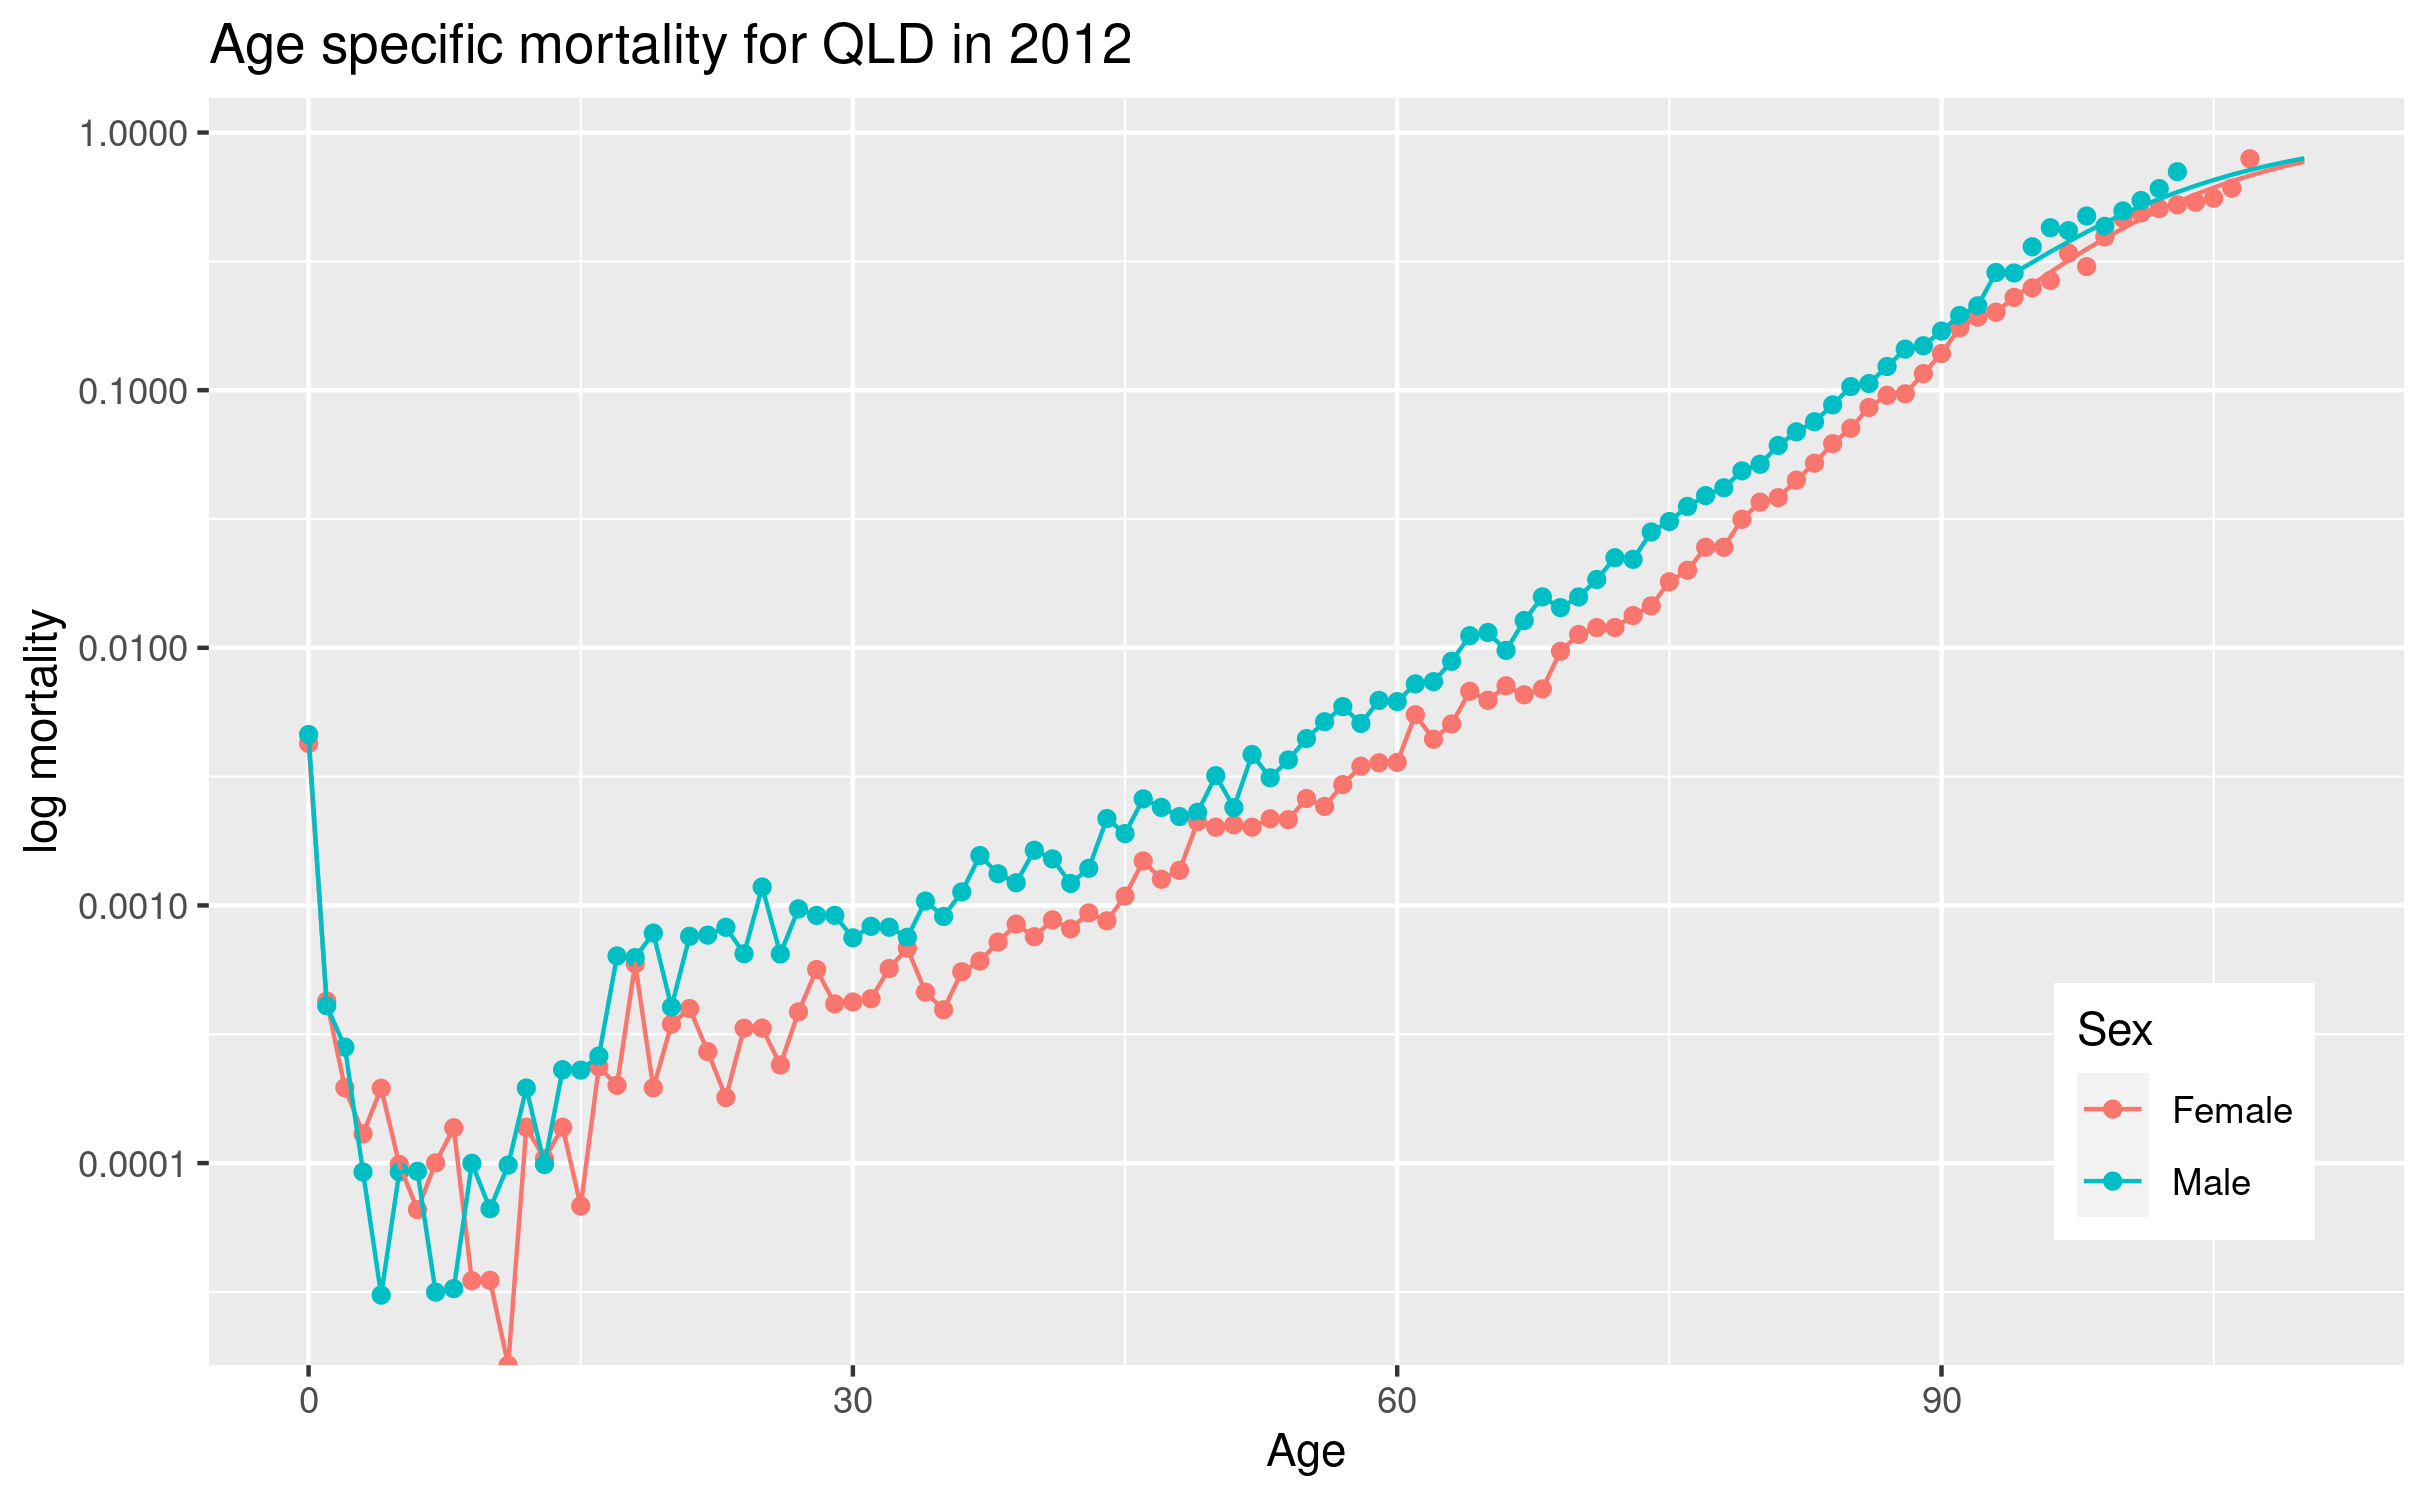 Age specific mortality for QLD in 2012
1.0000
0.1000
0.0100
0.0010
0.0001
log mortality
0 30 60 90
Age
Sex
Female
Male